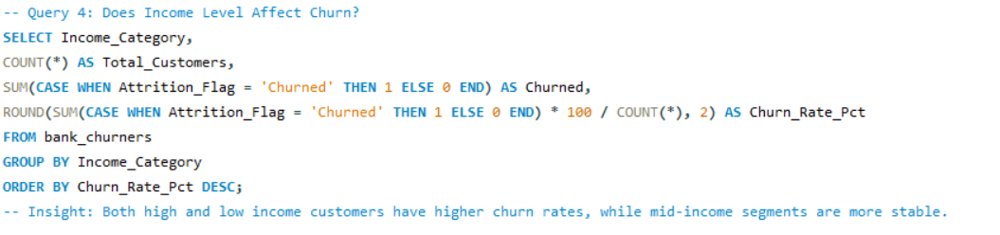 -- Query 4: Does Income Level Affect Churn?
SELECT Income_Category,
COUNT(*) AS Total_Customers,
SUM(CASE WHEN Attrition_Flag = 'Churned' THEN 1 ELSE 0 END) AS Churned,
ROUND(SUM(CASE WHEN Attrition_Flag = 'Churned' THEN 1 ELSE 0 END) * 100 / COUNT(*), 2) AS Churn_Rate_Pct
FROM bank_churners
GROUP BY Income_Category
ORDER BY Churn_Rate_Pct DESC;
-- Insight: Both high and low income customers have higher churn rates, while mid-income segments are more stable.